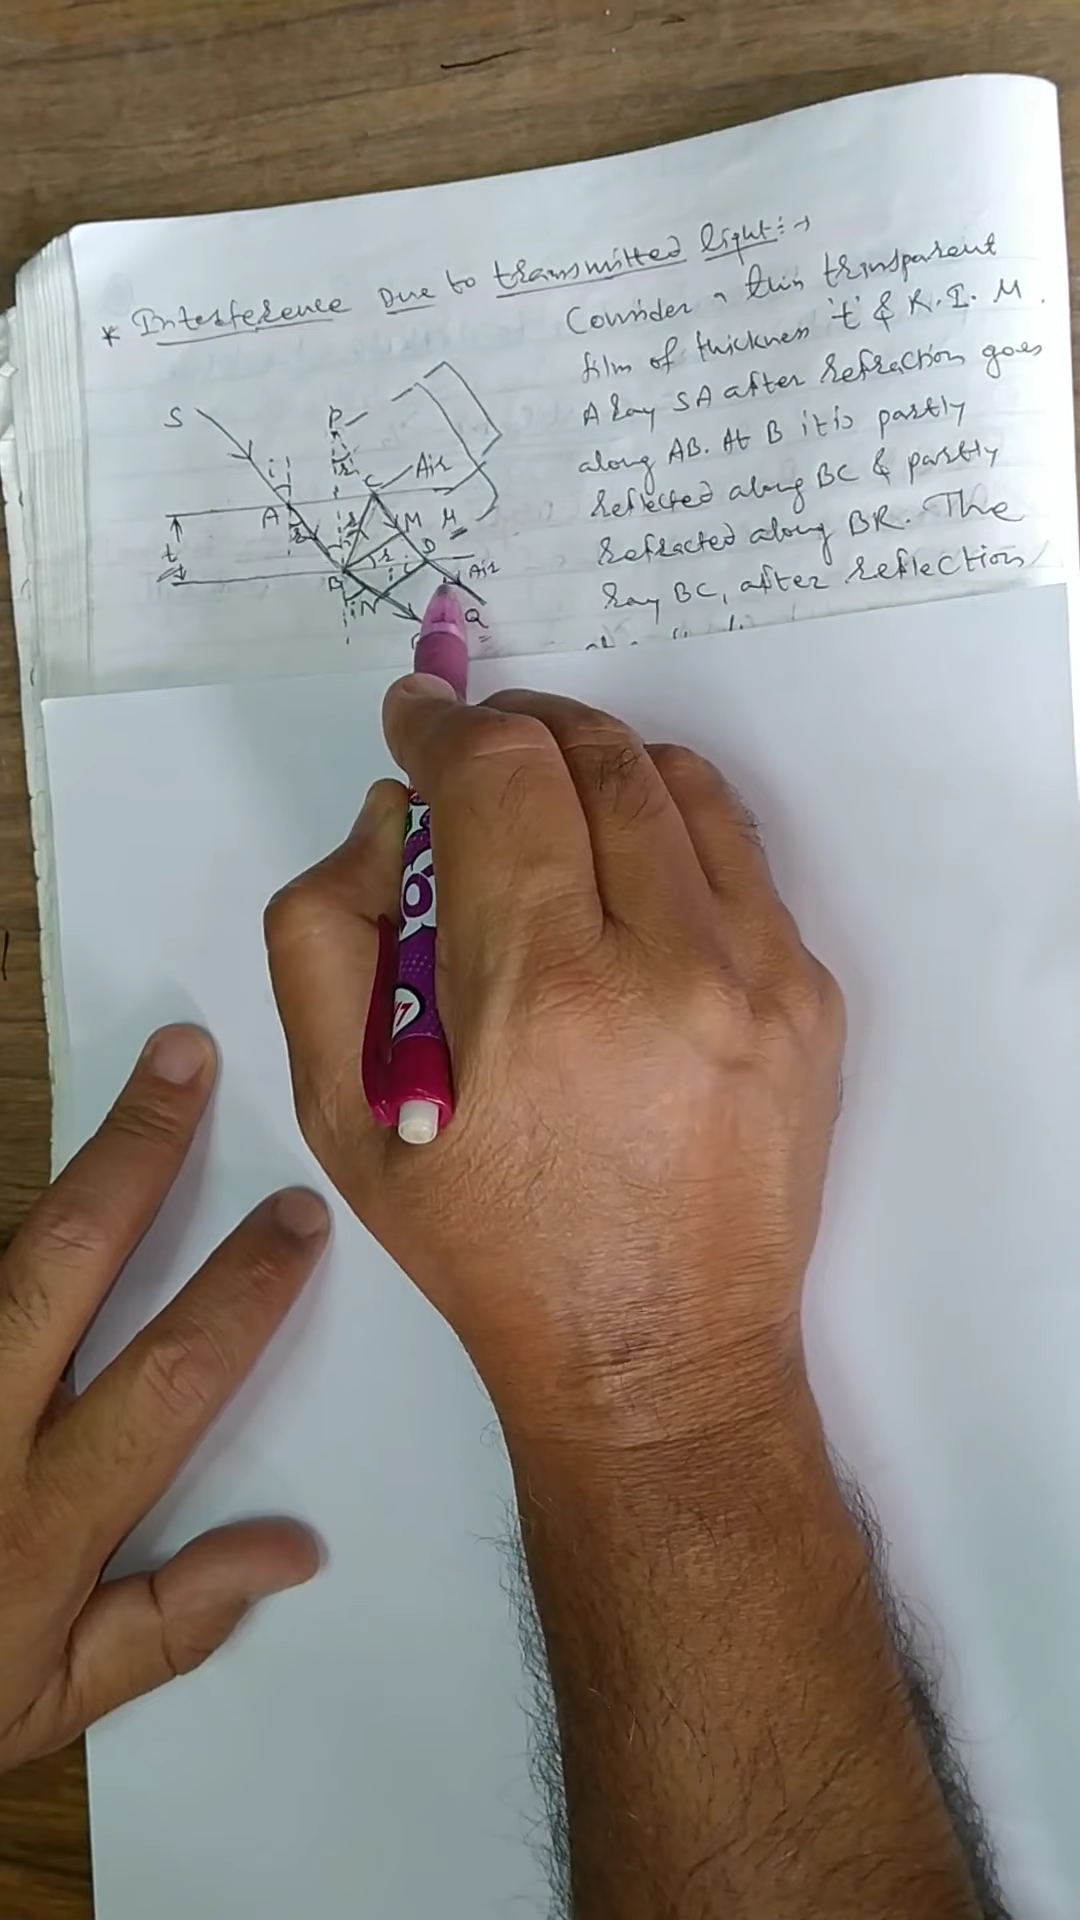 * Interference Due to transmitted light:→
Consider a thin transparent
film of thickness 't' & R.I. μ.
A Ray SA after Refraction goes
along AB. At B it is partly
Reflected along BC & partly
Refracted along BR. The
Ray BC, after Reflection
S
P
i
r
C
Air
A
r
r
M
μ
t
r
i
D
Air
B
i
N
Q